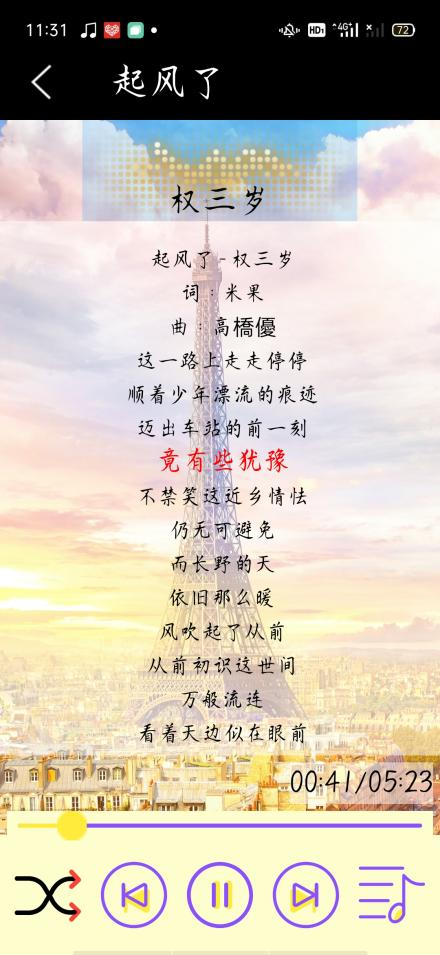 11:31
HD1
4G+
72
起风了
权三岁
起风了 - 权三岁
词：米果
曲：高橋優
这一路上走走停停
顺着少年漂流的痕迹
迈出车站的前一刻
竟有些犹豫
不禁笑这近乡情怯
仍无可避免
而长野的天
依旧那么暖
风吹起了从前
从前初识这世间
万般流连
看着天边似在眼前
00:41/05:23